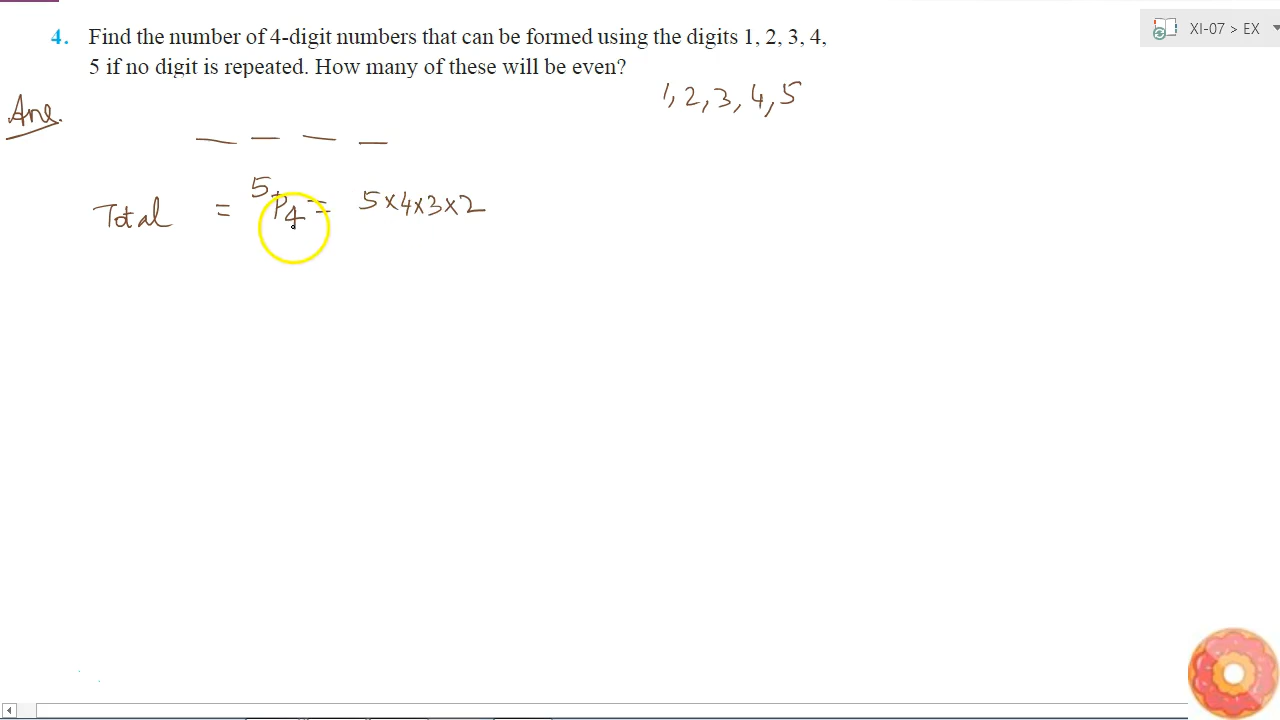 XI-07 > EX
4. Find the number of 4-digit numbers that can be formed using the digits 1, 2, 3, 4,
5 if no digit is repeated. How many of these will be even?
1, 2, 3, 4, 5
Ans.
Total = ⁵P₄ = 5×4×3×2